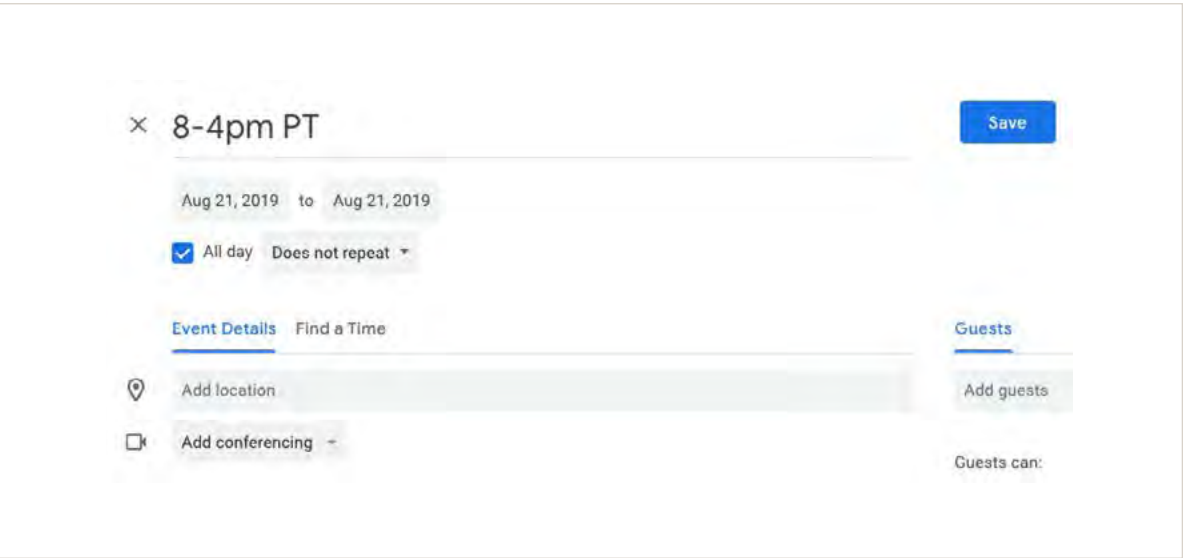 8-4pm PT
Save
Aug 21, 2019 to Aug 21, 2019
All day Does not repeat
Event Details Find a Time
Guests
Add location
Add guests
Add conferencing
Guests can: